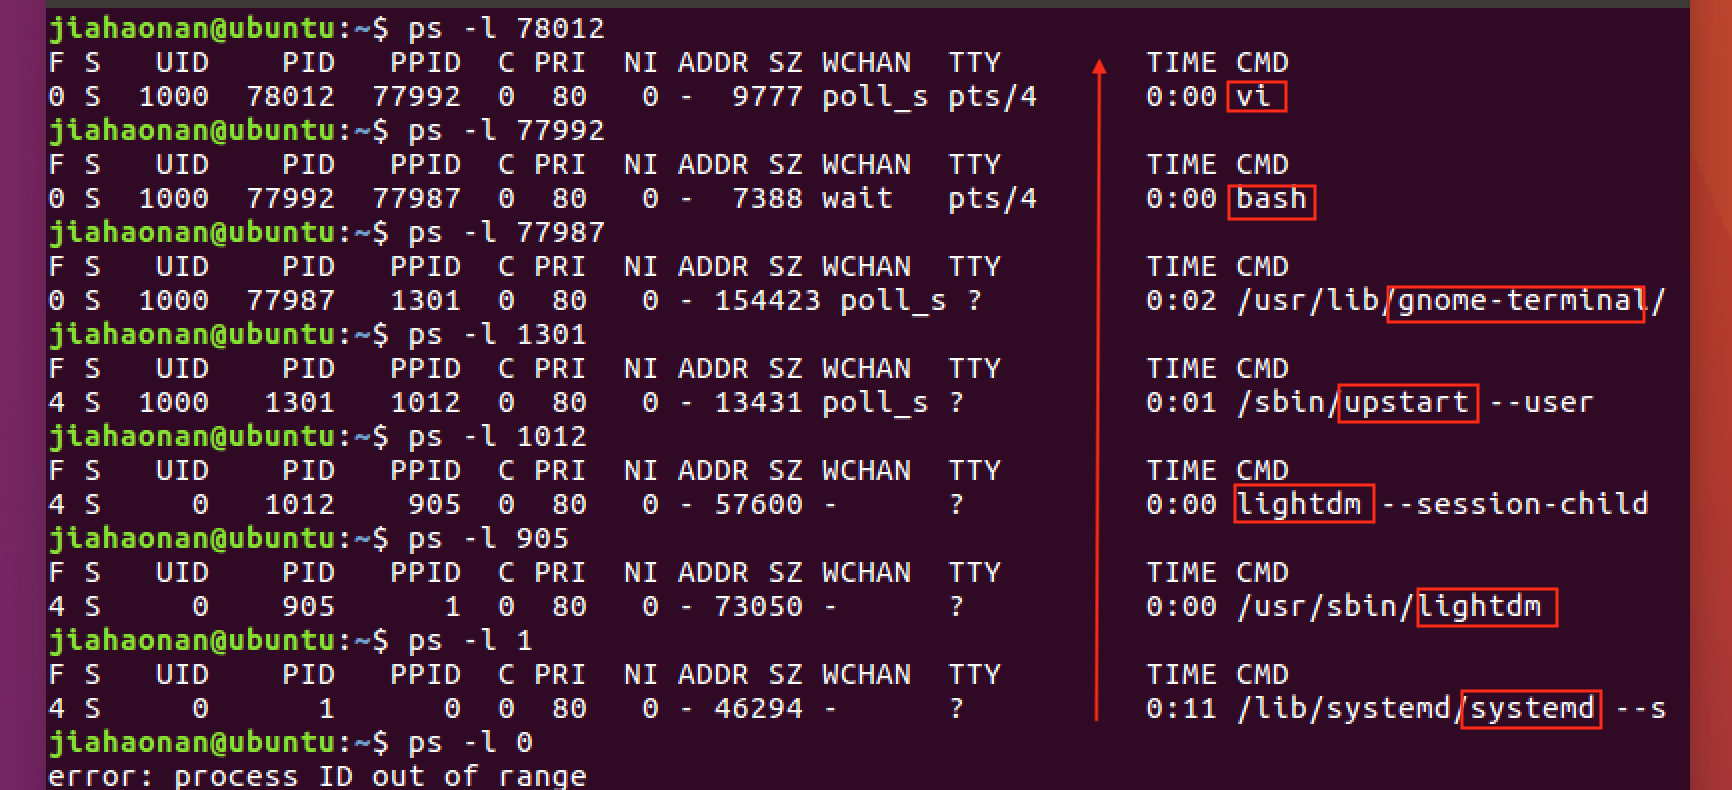 jiahaonan@ubuntu:~$ ps -l 78012
F S   UID    PID   PPID  C PRI  NI ADDR SZ WCHAN  TTY        TIME CMD
0 S  1000  78012  77992  0  80   0 -  9777 poll_s pts/4      0:00 vi
jiahaonan@ubuntu:~$ ps -l 77992
F S   UID    PID   PPID  C PRI  NI ADDR SZ WCHAN  TTY        TIME CMD
0 S  1000  77992  77987  0  80   0 -  7388 wait   pts/4      0:00 bash
jiahaonan@ubuntu:~$ ps -l 77987
F S   UID    PID   PPID  C PRI  NI ADDR SZ WCHAN  TTY        TIME CMD
0 S  1000  77987   1301  0  80   0 - 154423 poll_s ?         0:02 /usr/lib/gnome-terminal/
jiahaonan@ubuntu:~$ ps -l 1301
F S   UID    PID   PPID  C PRI  NI ADDR SZ WCHAN  TTY        TIME CMD
4 S  1000   1301   1012  0  80   0 - 13431 poll_s ?          0:01 /sbin/upstart --user
jiahaonan@ubuntu:~$ ps -l 1012
F S   UID    PID   PPID  C PRI  NI ADDR SZ WCHAN  TTY        TIME CMD
4 S     0   1012    905  0  80   0 - 57600 -      ?          0:00 lightdm --session-child
jiahaonan@ubuntu:~$ ps -l 905
F S   UID    PID   PPID  C PRI  NI ADDR SZ WCHAN  TTY        TIME CMD
4 S     0    905      1  0  80   0 - 73050 -      ?          0:00 /usr/sbin/lightdm
jiahaonan@ubuntu:~$ ps -l 1
F S   UID    PID   PPID  C PRI  NI ADDR SZ WCHAN  TTY        TIME CMD
4 S     0      1      0  0  80   0 - 46294 -      ?          0:11 /lib/systemd/systemd --s
jiahaonan@ubuntu:~$ ps -l 0
error: process ID out of range